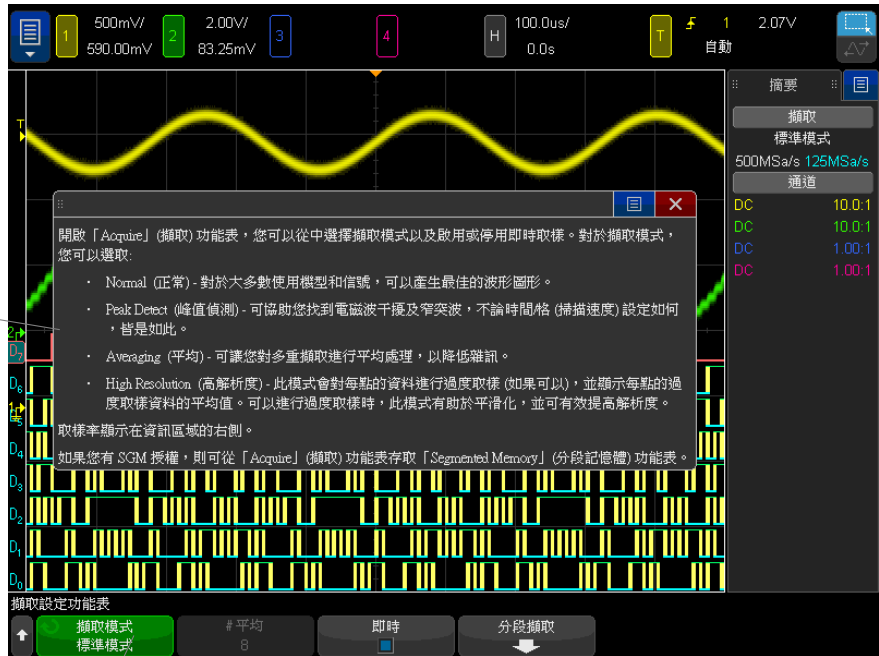 1 500mV/ 2 2.00V/ 3 4 H 100.0us/ T 1 2.07V
590.00mV 83.25mV 0.0s 自動
摘要
擷取
標準模式
500MSa/s 125MSa/s
通道
DC 10.0:1
DC 10.0:1
DC 1.00:1
DC 1.00:1
T
開啟「Acquire」(擷取) 功能表，您可以從中選擇擷取模式以及啟用或停用即時取樣。對於擷取模式，
您可以選取:
· Normal (正常) - 對於大多數使用模型和信號，可以產生最佳的波形圖形。
· Peak Detect (峰值偵測) - 可協助您找到電磁波干擾及窄突波，不論時間/格 (掃描速度) 設定如何
，皆是如此。
· Averaging (平均) - 可讓您對多重擷取進行平均處理，以降低雜訊。
· High Resolution (高解析度) - 此模式會對每點的資料進行過度取樣 (如果可以)，並顯示每點的過
度取樣資料的平均值。可以進行過度取樣時，此模式有助於平滑化，並可有效提高解析度。
取樣率顯示在資訊區域的右側。
如果您有 SGM 授權，則可從「Acquire」(擷取) 功能表存取「Segmented Memory」(分段記憶體) 功能表。
2
D7
D6
D4
D3
D2
D1
D0
擷取設定功能表
擷取模式 #平均 即時 分段擷取
標準模式 8